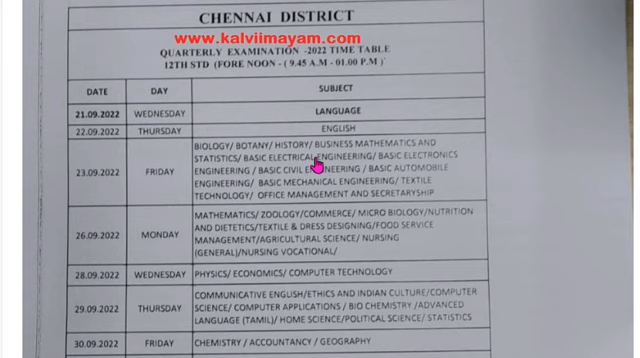 CHENNAI DISTRICT
www.kalviimayam.com
QUARTERLY EXAMINATION -2022 TIME TABLE
12TH STD (FORE NOON - ( 9.45 A.M - 01.00 P.M )
DATE DAY SUBJECT
21.09.2022 WEDNESDAY LANGUAGE
22.09.2022 THURSDAY ENGLISH
23.09.2022 FRIDAY
BIOLOGY/ BOTANY/ HISTORY/ BUSINESS MATHEMATICS AND
STATISTICS/ BASIC ELECTRICAL ENGINEERING/ BASIC ELECTRONICS
ENGINEERING / BASIC CIVIL ENGINEERING / BASIC AUTOMOBILE
ENGINEERING/ BASIC MECHANICAL ENGINEERING/ TEXTILE
TECHNOLOGY/ OFFICE MANAGEMENT AND SECRETARYSHIP
26.09.2022 MONDAY
MATHEMATICS/ ZOOLOGY/COMMERCE/ MICRO BIOLOGY/NUTRITION
AND DIETETICS/TEXTILE & DRESS DESIGNING/FOOD SERVICE
MANAGEMENT/AGRICULTURAL SCIENCE/ NURSING
(GENERAL)/NURSING VOCATIONAL/
28.09.2022 WEDNESDAY PHYSICS/ ECONOMICS/ COMPUTER TECHNOLOGY
29.09.2022 THURSDAY
COMMUNICATIVE ENGLISH/ETHICS AND INDIAN CULTURE/COMPUTER
SCIENCE/ COMPUTER APPLICATIONS / BIO CHEMISTRY /ADVANCED
LANGUAGE (TAMIL)/ HOME SCIENCE/POLITICAL SCIENCE/ STATISTICS
30.09.2022 FRIDAY CHEMISTRY / ACCOUNTANCY / GEOGRAPHY